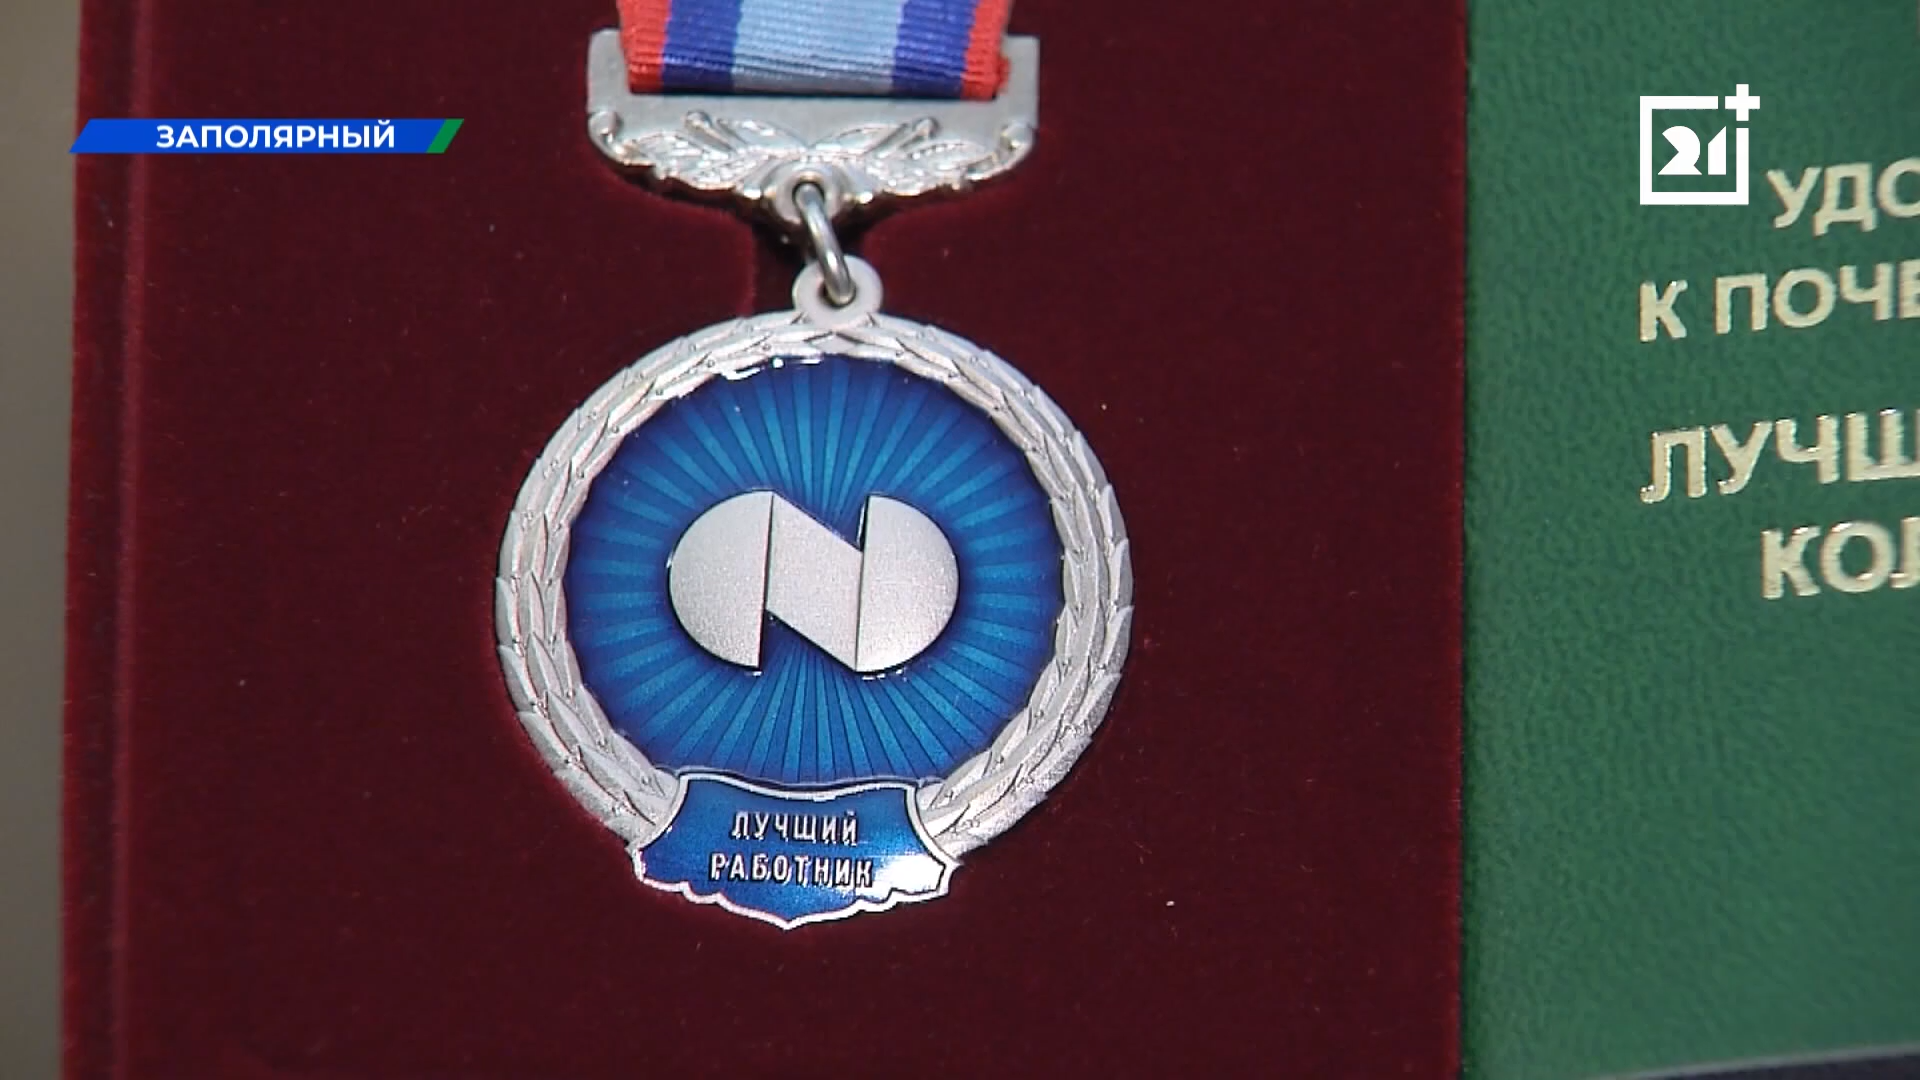 ЗАПОЛЯРНЫЙ
21
ЛУЧШИЙ
РАБОТНИК
УДО
К ПОЧЕ
ЛУЧШ
КОЛ